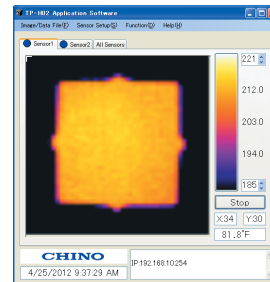 TP-H02 Application Software
Image/Data File(F) Sensor Setup(S) Function(Q) Help(H)
Sensor1 Sensor2 All Sensors
221
212.0
203.0
194.0
185
Stop
X:34 Y:30
81.8°F
CHINO
4/25/2012 9:37:29 AM
IP:192.168.10.254